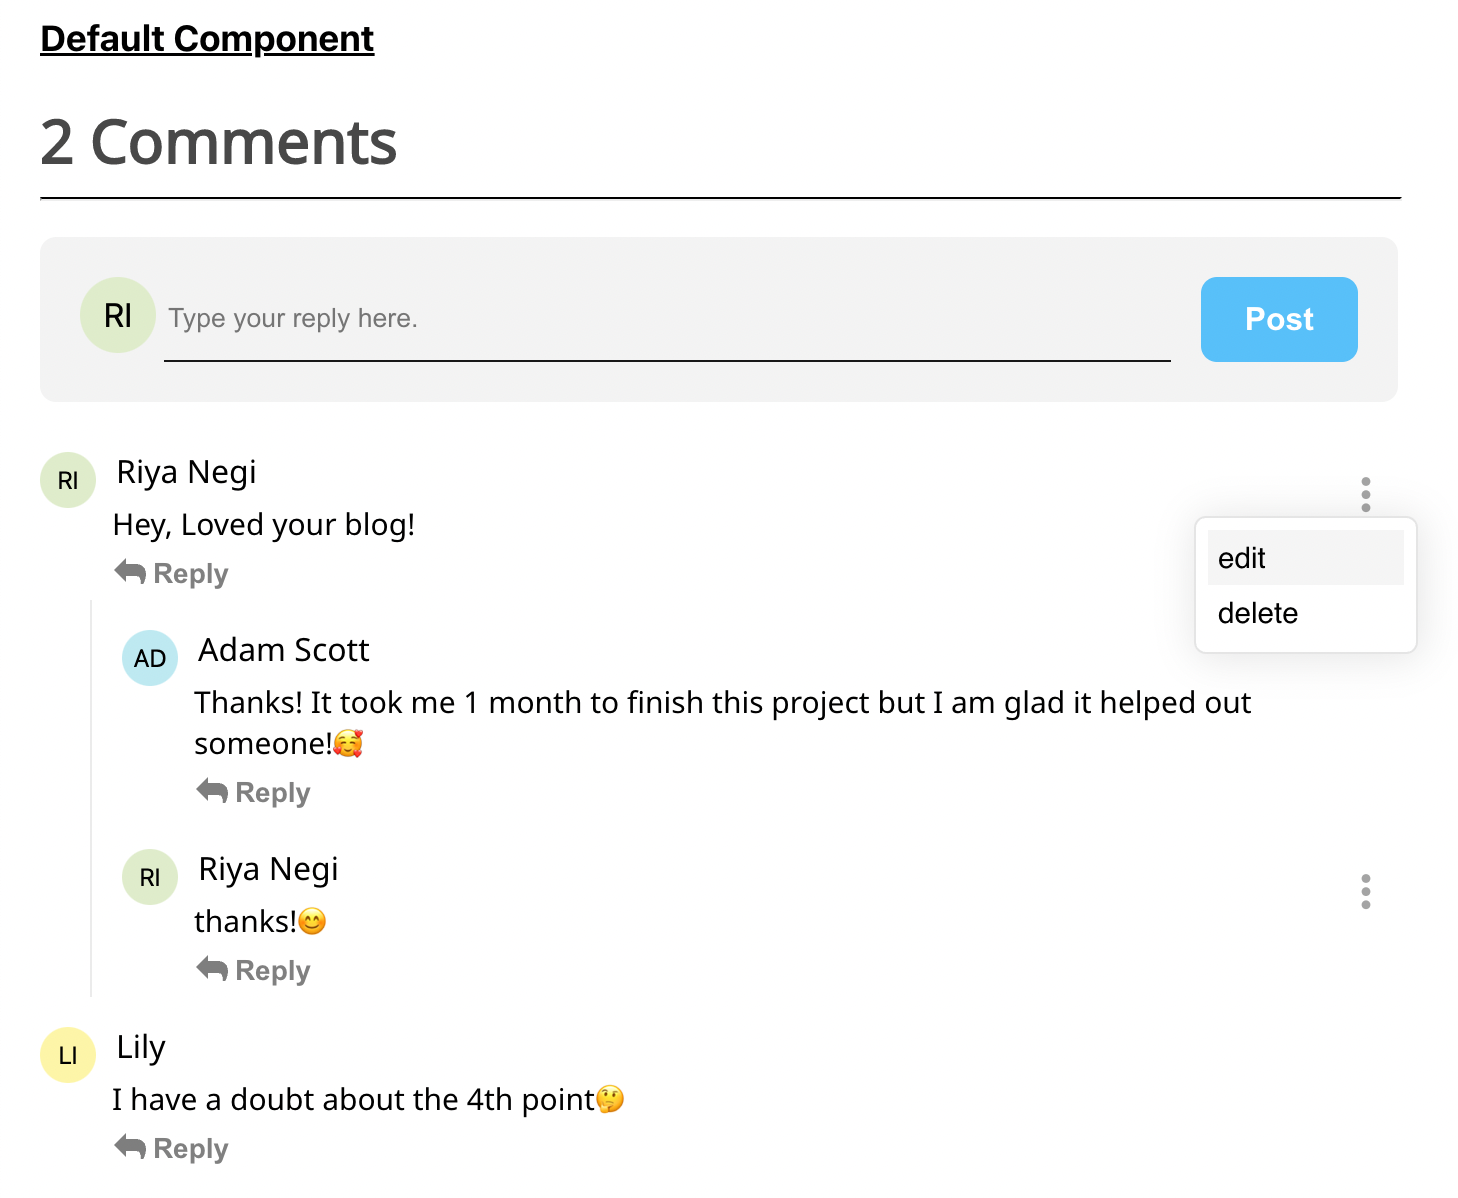 Default Component
2 Comments
RI
Type your reply here.
Post
RI
Riya Negi
Hey, Loved your blog!
Reply
edit
delete
AD
Adam Scott
Thanks! It took me 1 month to finish this project but I am glad it helped out
someone!🥰
Reply
RI
Riya Negi
thanks!😊
Reply
LI
Lily
I have a doubt about the 4th point🤔
Reply